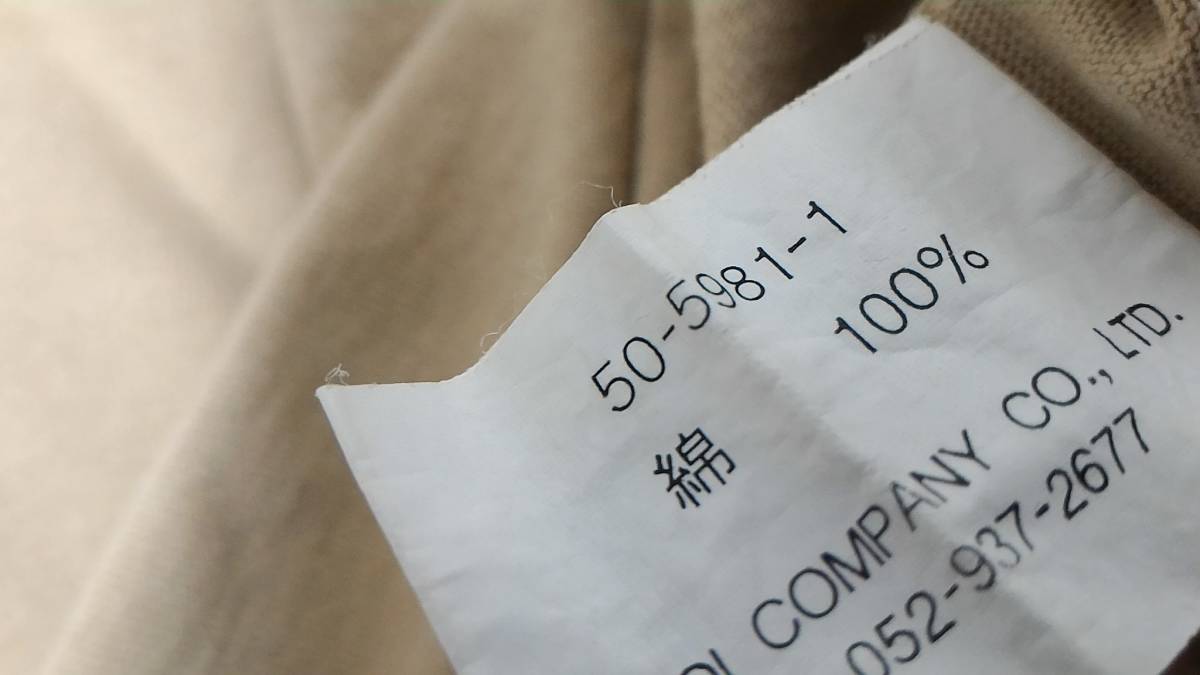 50-5981-1
綿 100%
COMPANY CO., LTD.
052-937-2677